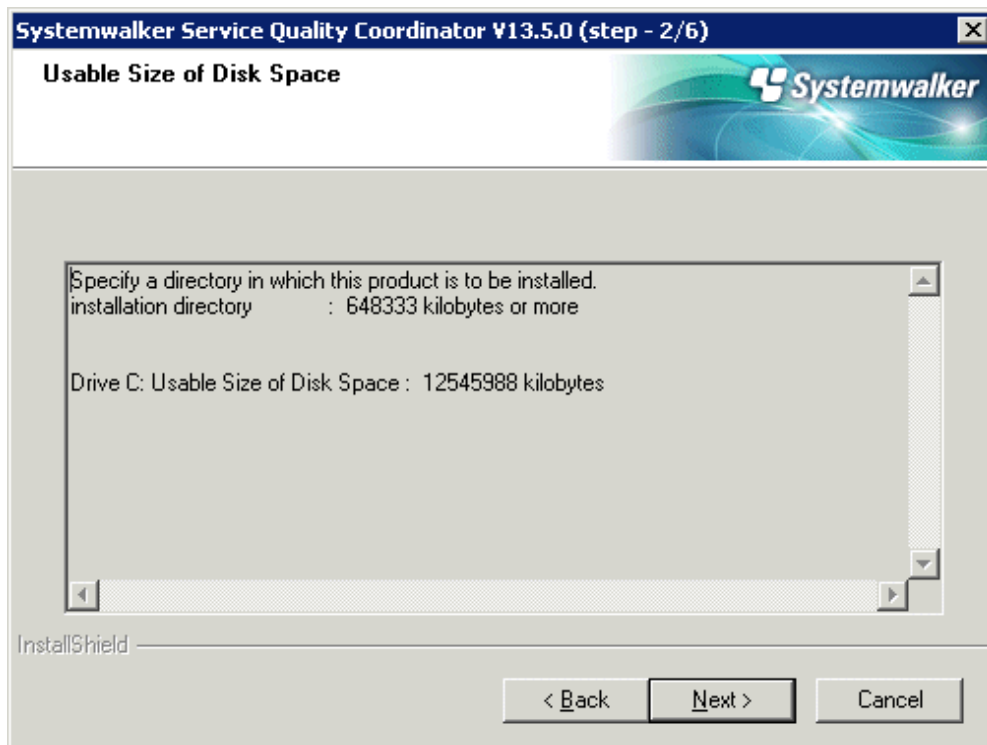 Systemwalker Service Quality Coordinator V13.5.0 (step - 2/6)
Usable Size of Disk Space
Systemwalker
Specify a directory in which this product is to be installed.
installation directory : 648333 kilobytes or more
Drive C: Usable Size of Disk Space : 12545988 kilobytes
InstallShield
< Back Next > Cancel